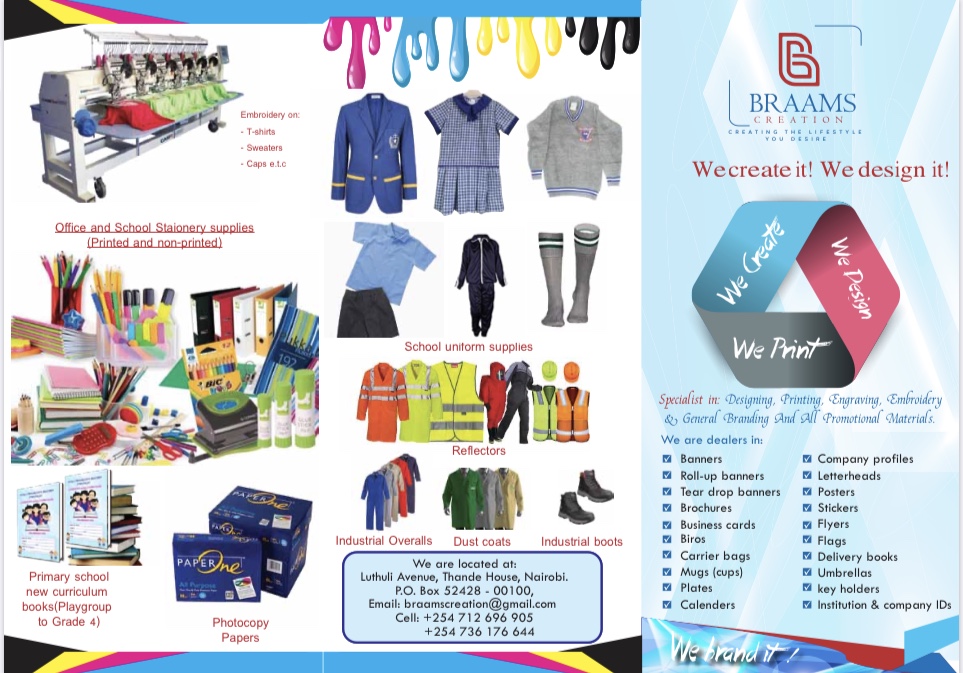 Embroidery on:
- T-shirts
- Sweaters
- Caps e.t.c
Office and School Staionery supplies
(Printed and non-printed)
BIC
Primary school
new curriculum
books(Playgroup
to Grade 4)
PAPER One
PAPER One
All Purpose
Photocopy
Papers
School uniform supplies
Reflectors
Industrial Overalls
Dust coats
Industrial boots
We are located at:
Luthuli Avenue, Thande House, Nairobi.
P.O. Box 52428 - 00100,
Email: braamscreation@gmail.com
Cell: +254 712 696 905
+254 736 176 644
BRAAMS
CREATION
CREATING THE LIFESTYLE
YOU DESIRE
We create it! We design it!
We Create
We Design
We Print
Specialist in: Designing, Printing, Engraving, Embroidery
& General Branding And All Promotional Materials.
We are dealers in:
Banners
Roll-up banners
Tear drop banners
Brochures
Business cards
Biros
Carrier bags
Mugs (cups)
Plates
Calenders
Company profiles
Letterheads
Posters
Stickers
Flyers
Flags
Delivery books
Umbrellas
key holders
Institution & company IDs
We brand it !